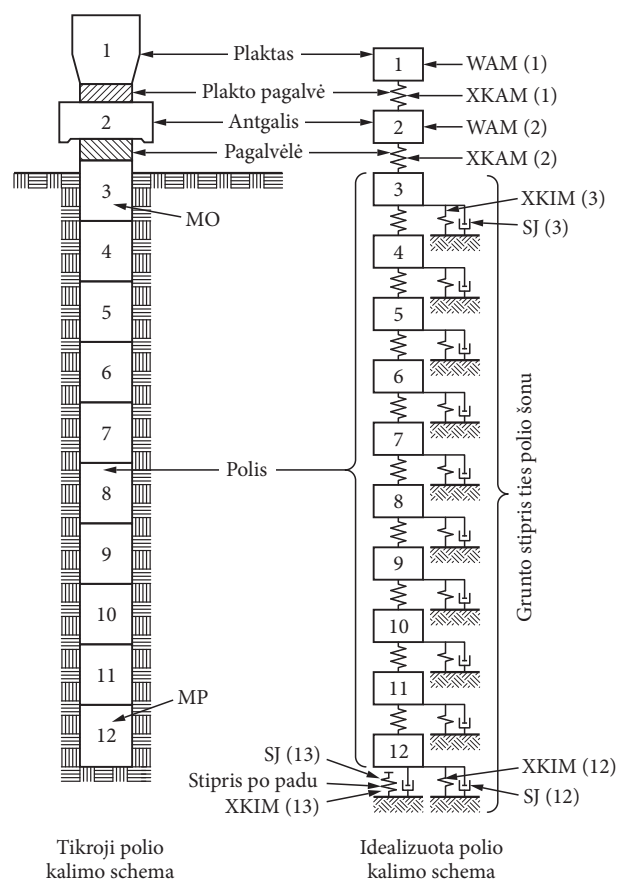 1
Plaktas
1
WAM (1)
Plakto pagalvė
XKAM (1)
2
Antgalis
2
WAM (2)
Pagalvėlė
XKAM (2)
3
MO
3
XKIM (3)
SJ (3)
4
4
5
5
6
6
7
7
Polis
8
8
9
9
10
10
11
11
MP
12
12
Grunto stipris ties polio šonu
SJ (13)
Stipris po padu
XKIM (13)
XKIM (12)
SJ (12)
Tikroji polio
kalimo schema
Idealizuota polio
kalimo schema